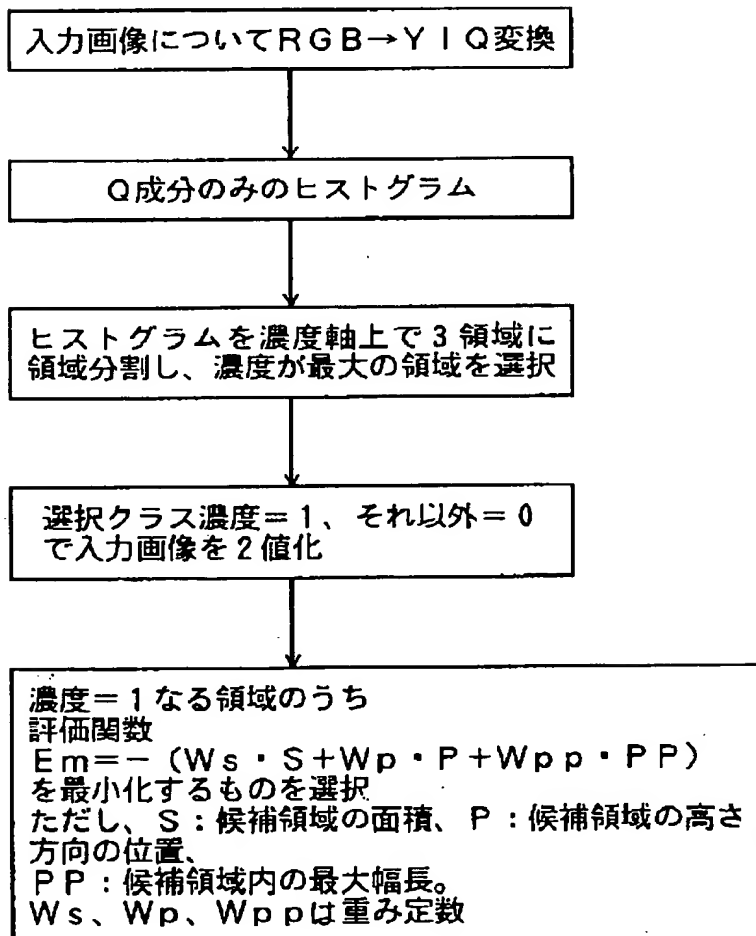 入力画像についてRGB→YIQ変換
Q成分のみのヒストグラム
ヒストグラムを濃度軸上で3領域に
領域分割し、濃度が最大の領域を選択
選択クラス濃度=1、それ以外=0
で入力画像を2値化
濃度=1なる領域のうち
評価関数
Em=-(Ws・S+Wp・P+Wpp・PP)
を最小化するものを選択
ただし、S:候補領域の面積、P:候補領域の高さ
方向の位置、
PP:候補領域内の最大幅長。
Ws、Wp、Wppは重み定数